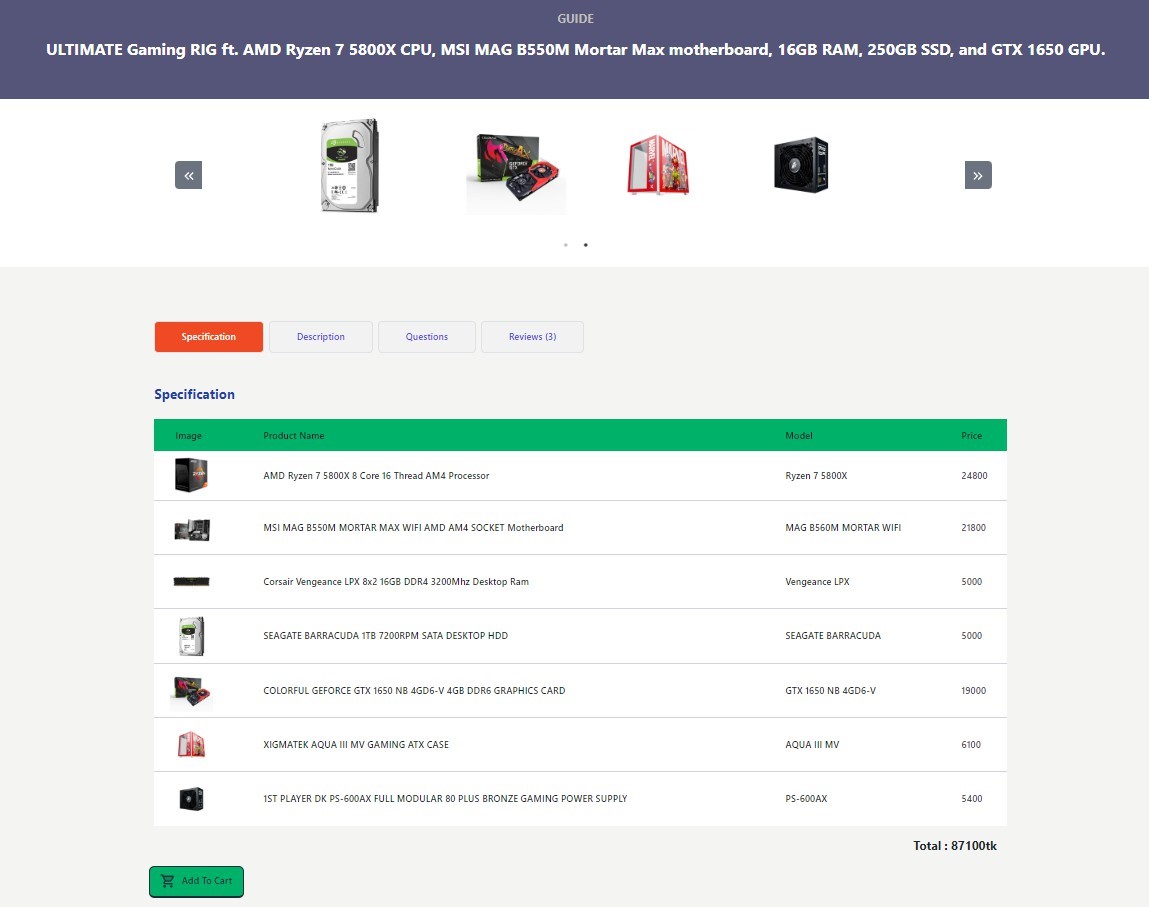 GUIDE
ULTIMATE Gaming RIG ft. AMD Ryzen 7 5800X CPU, MSI MAG B550M Mortar Max motherboard, 16GB RAM, 250GB SSD, and GTX 1650 GPU.
«
»
Specification Description Questions Reviews (3)
Specification
Image Product Name Model Price
AMD Ryzen 7 5800X 8 Core 16 Thread AM4 Processor Ryzen 7 5800X 24800
MSI MAG B550M MORTAR MAX WIFI AMD AM4 SOCKET Motherboard MAG B560M MORTAR WIFI 21800
Corsair Vengeance LPX 8x2 16GB DDR4 3200Mhz Desktop Ram Vengeance LPX 5000
SEAGATE BARRACUDA 1TB 7200RPM SATA DESKTOP HDD SEAGATE BARRACUDA 5000
COLORFUL GEFORCE GTX 1650 NB 4GD6-V 4GB DDR6 GRAPHICS CARD GTX 1650 NB 4GD6-V 19000
XIGMATEK AQUA III MV GAMING ATX CASE AQUA III MV 6100
1ST PLAYER DK PS-600AX FULL MODULAR 80 PLUS BRONZE GAMING POWER SUPPLY PS-600AX 5400
Total : 87100tk
Add To Cart